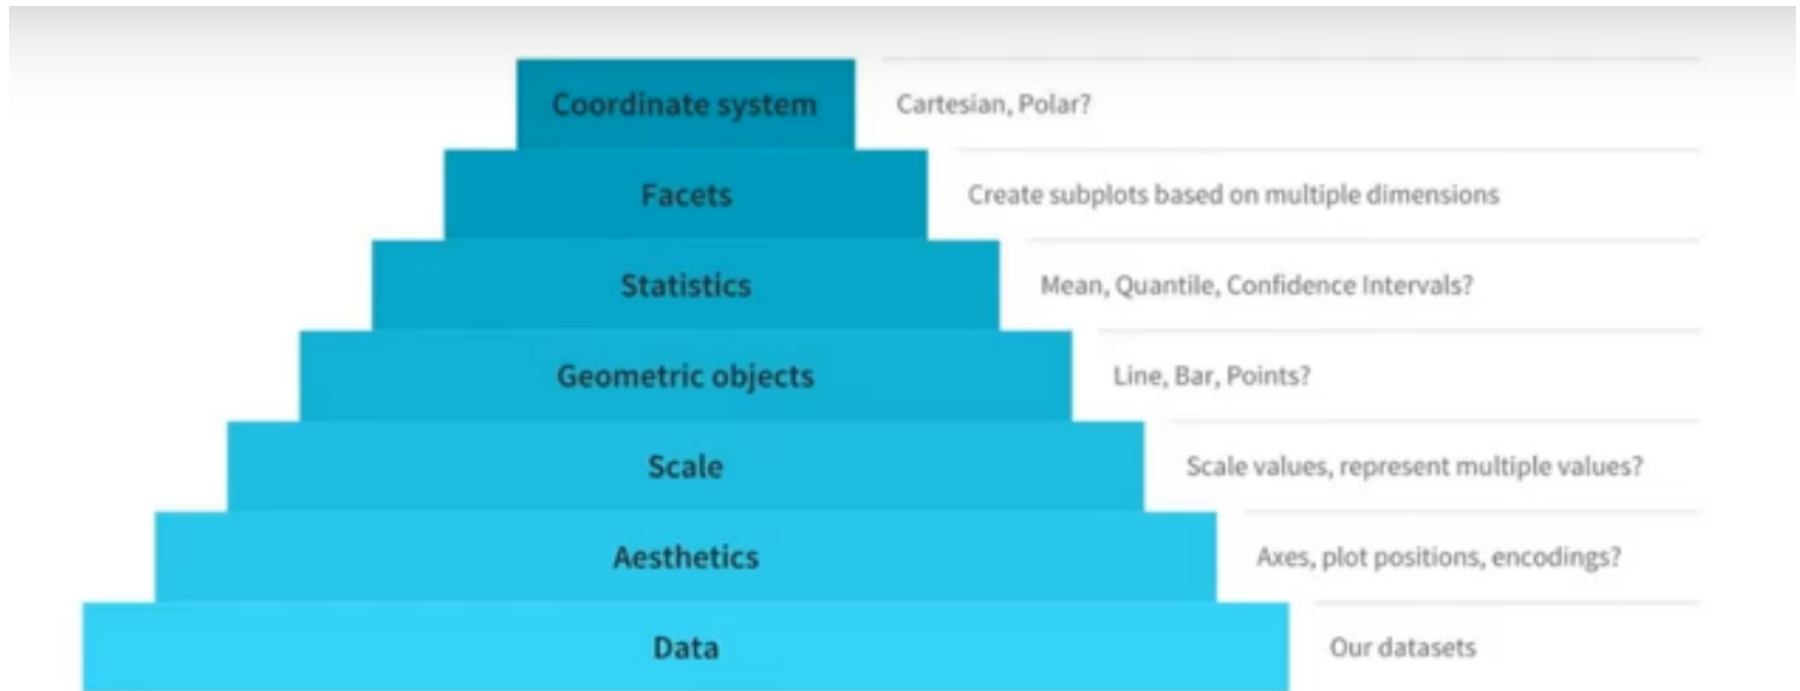 Coordinate system Cartesian, Polar?
Facets Create subplots based on multiple dimensions
Statistics Mean, Quantile, Confidence Intervals?
Geometric objects Line, Bar, Points?
Scale Scale values, represent multiple values?
Aesthetics Axes, plot positions, encodings?
Data Our datasets